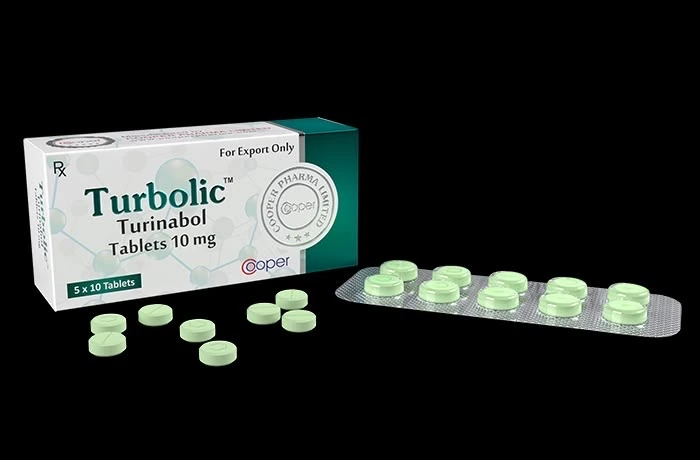 Rx
For Export Only
Turbolic™
Turinabol
Tablets 10 mg
COOPER PHARMA LIMITED
Cooper
Cooper
5 x 10 Tablets